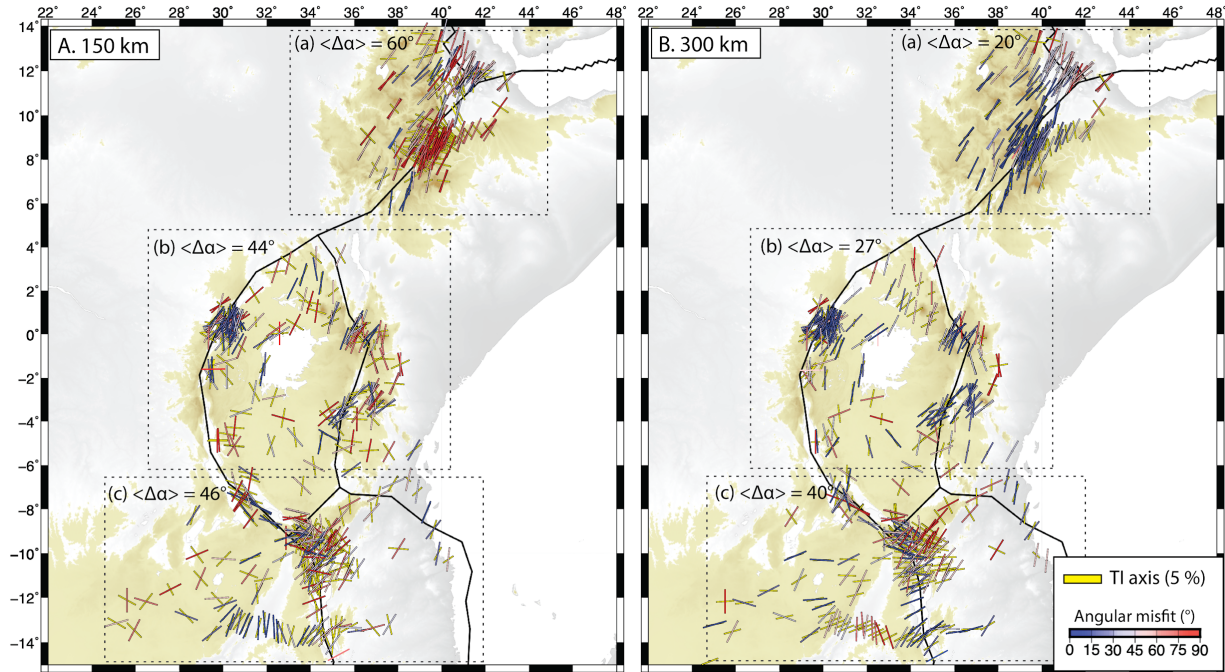 22° 24° 26° 28° 30° 32° 34° 36° 38° 40° 42° 44° 46° 48°
22° 24° 26° 28° 30° 32° 34° 36° 38° 40° 42° 44° 46° 48°
A. 150 km
(a) <Δα> = 60°
B. 300 km
(a) <Δα> = 20°
14°
12°
10°
8°
6°
4°
2°
0°
−2°
−4°
−6°
−8°
−10°
−12°
−14°
(b) <Δα> = 44°
(b) <Δα> = 27°
(c) <Δα> = 46°
(c) <Δα> = 40°
TI axis (5 %)
Angular misfit (°)
0 15 30 45 60 75 90